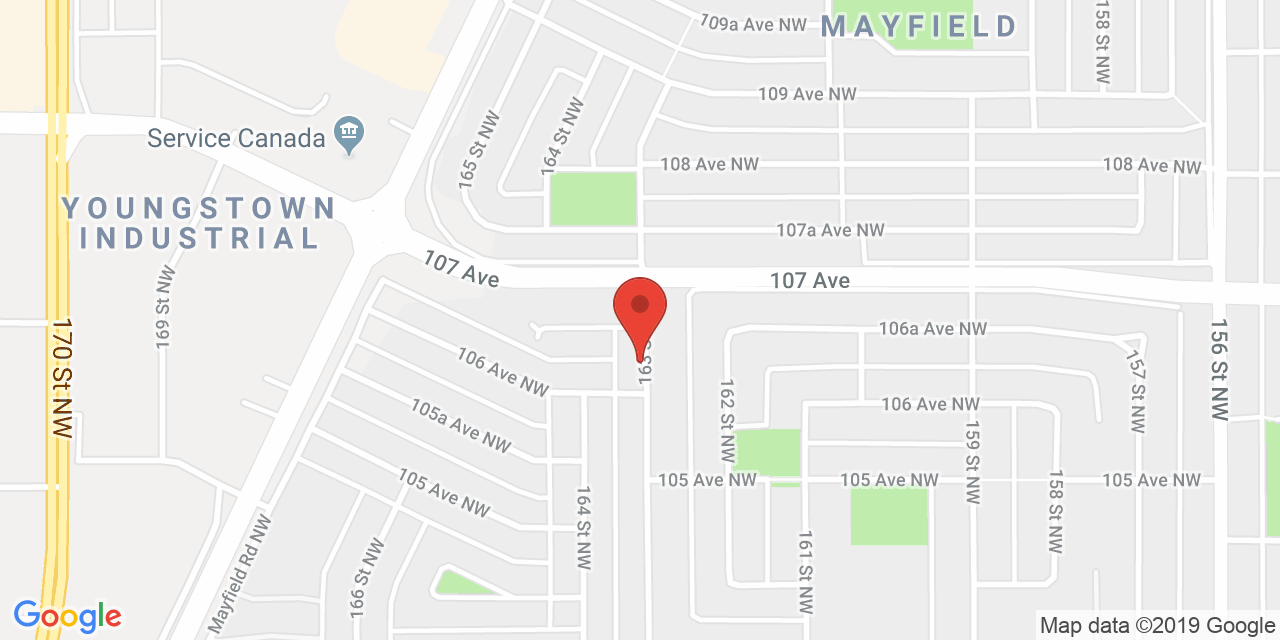 109a Ave NW
MAYFIELD
158 St NW
109 Ave NW
Service Canada
165 St NW
164 St NW
108 Ave NW
108 Ave NW
YOUNGSTOWN
INDUSTRIAL
107a Ave NW
107 Ave
107 Ave
169 St NW
170 St NW
106a Ave NW
156 St NW
157 St NW
106 Ave NW
163 S
162 St NW
106 Ave NW
105a Ave NW
159 St NW
105 Ave NW
105 Ave NW
105 Ave NW
105 Ave NW
158 St NW
164 St NW
161 St NW
166 St NW
Mayfield Rd NW
Google
Map data ©2019 Google